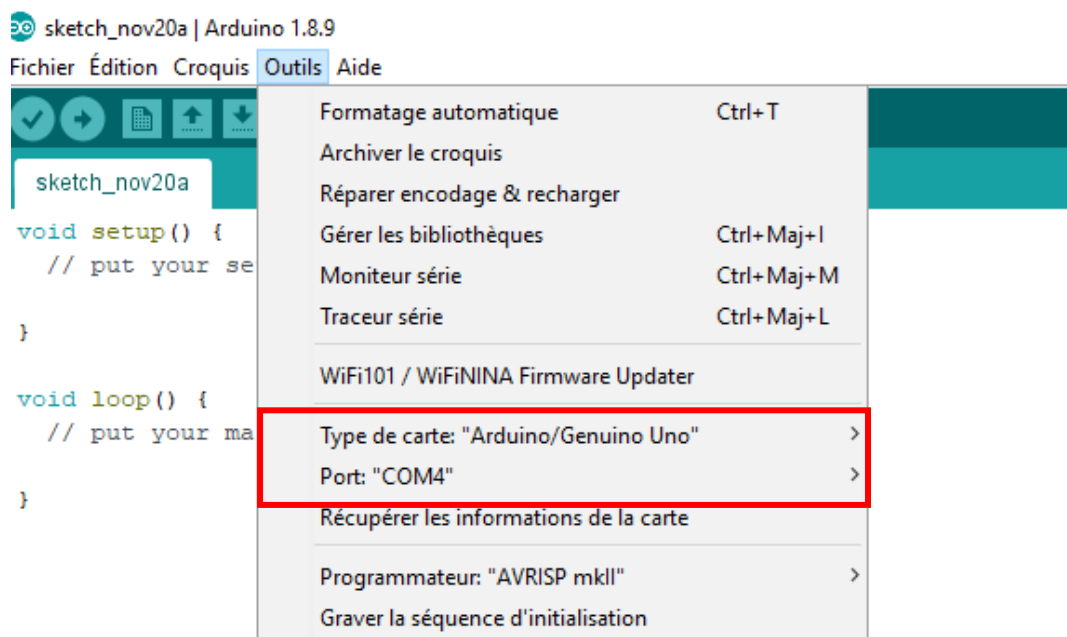 sketch_nov20a | Arduino 1.8.9
Fichier Édition Croquis Outils Aide
sketch_nov20a
void setup() {
// put your se
}
void loop() {
// put your ma
}
Formatage automatique Ctrl+T
Archiver le croquis
Réparer encodage & recharger
Gérer les bibliothèques Ctrl+Maj+I
Moniteur série Ctrl+Maj+M
Traceur série Ctrl+Maj+L
WiFi101 / WiFiNINA Firmware Updater
Type de carte: "Arduino/Genuino Uno"
Port: "COM4"
Récupérer les informations de la carte
Programmateur: "AVRISP mkII"
Graver la séquence d'initialisation